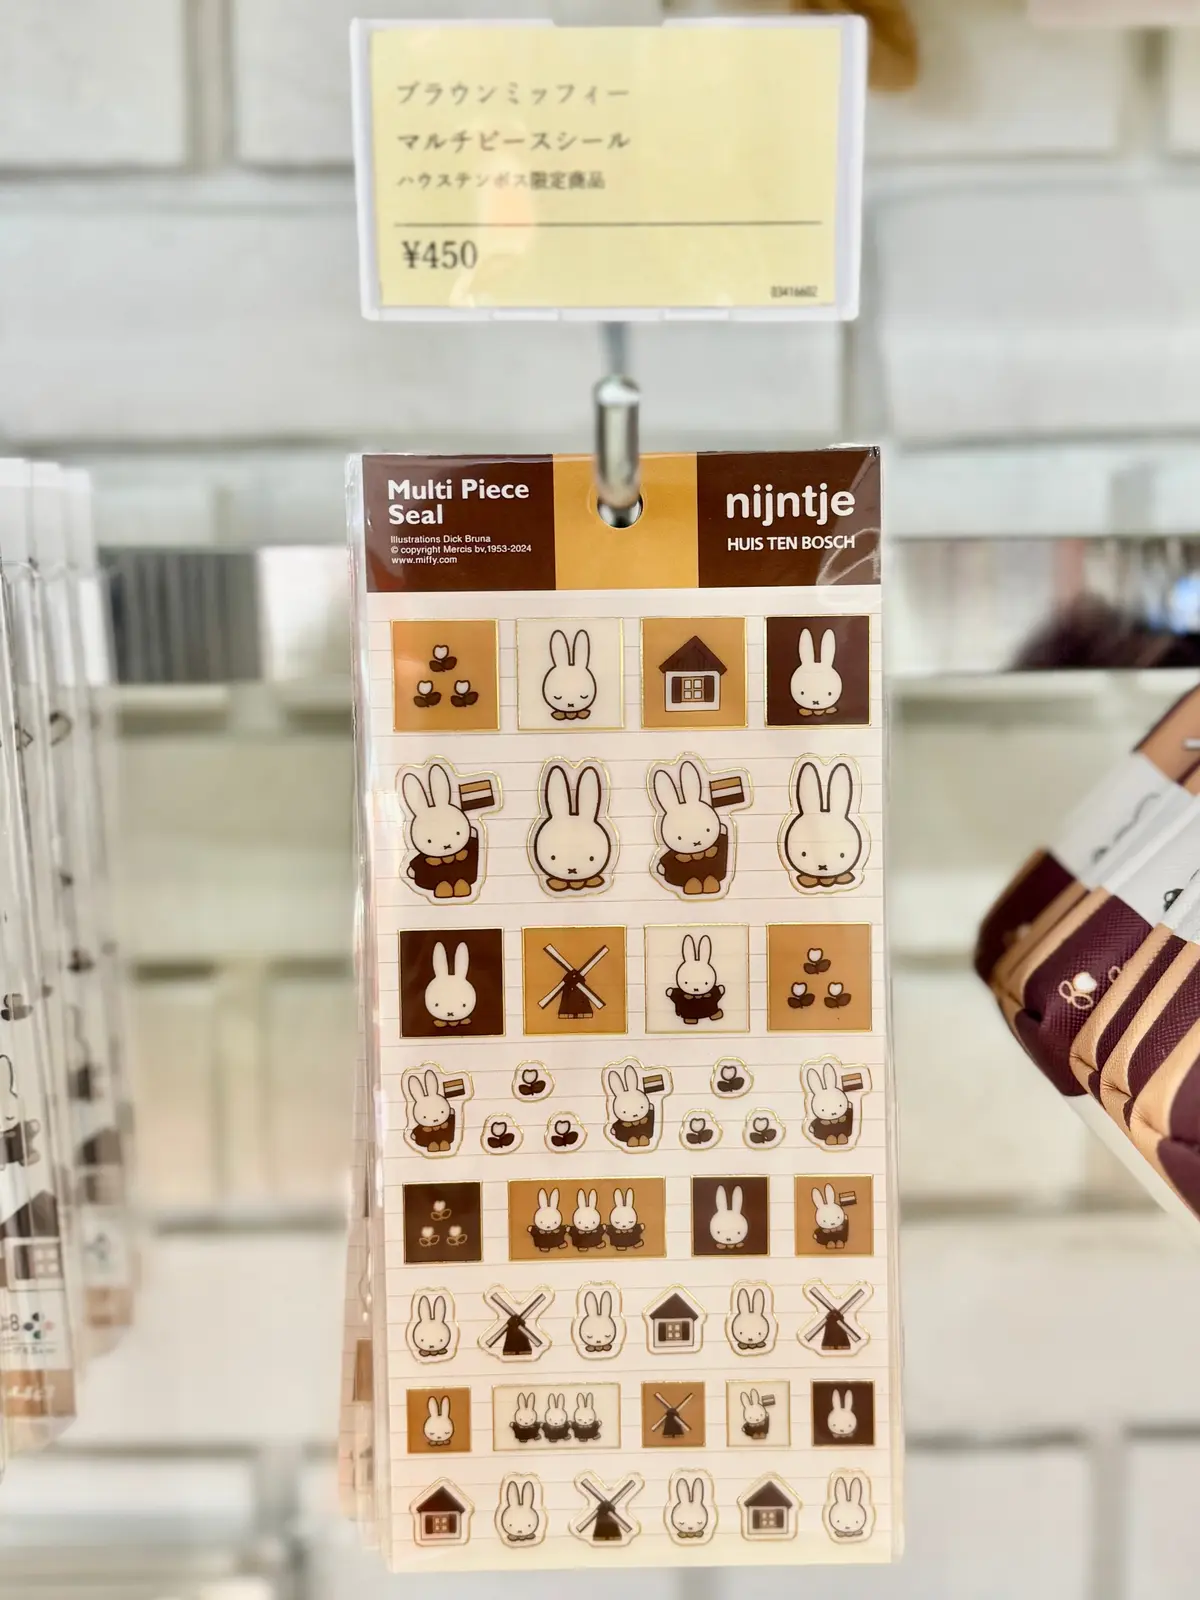 ブラウンミッフィー
マルチピースシール
ハウステンボス限定商品
¥450
03416602
Multi Piece
Seal
Illustrations Dick Bruna
© copyright Mercis bv,1953-2024
www.miffy.com
nijntje
HUIS TEN BOSCH